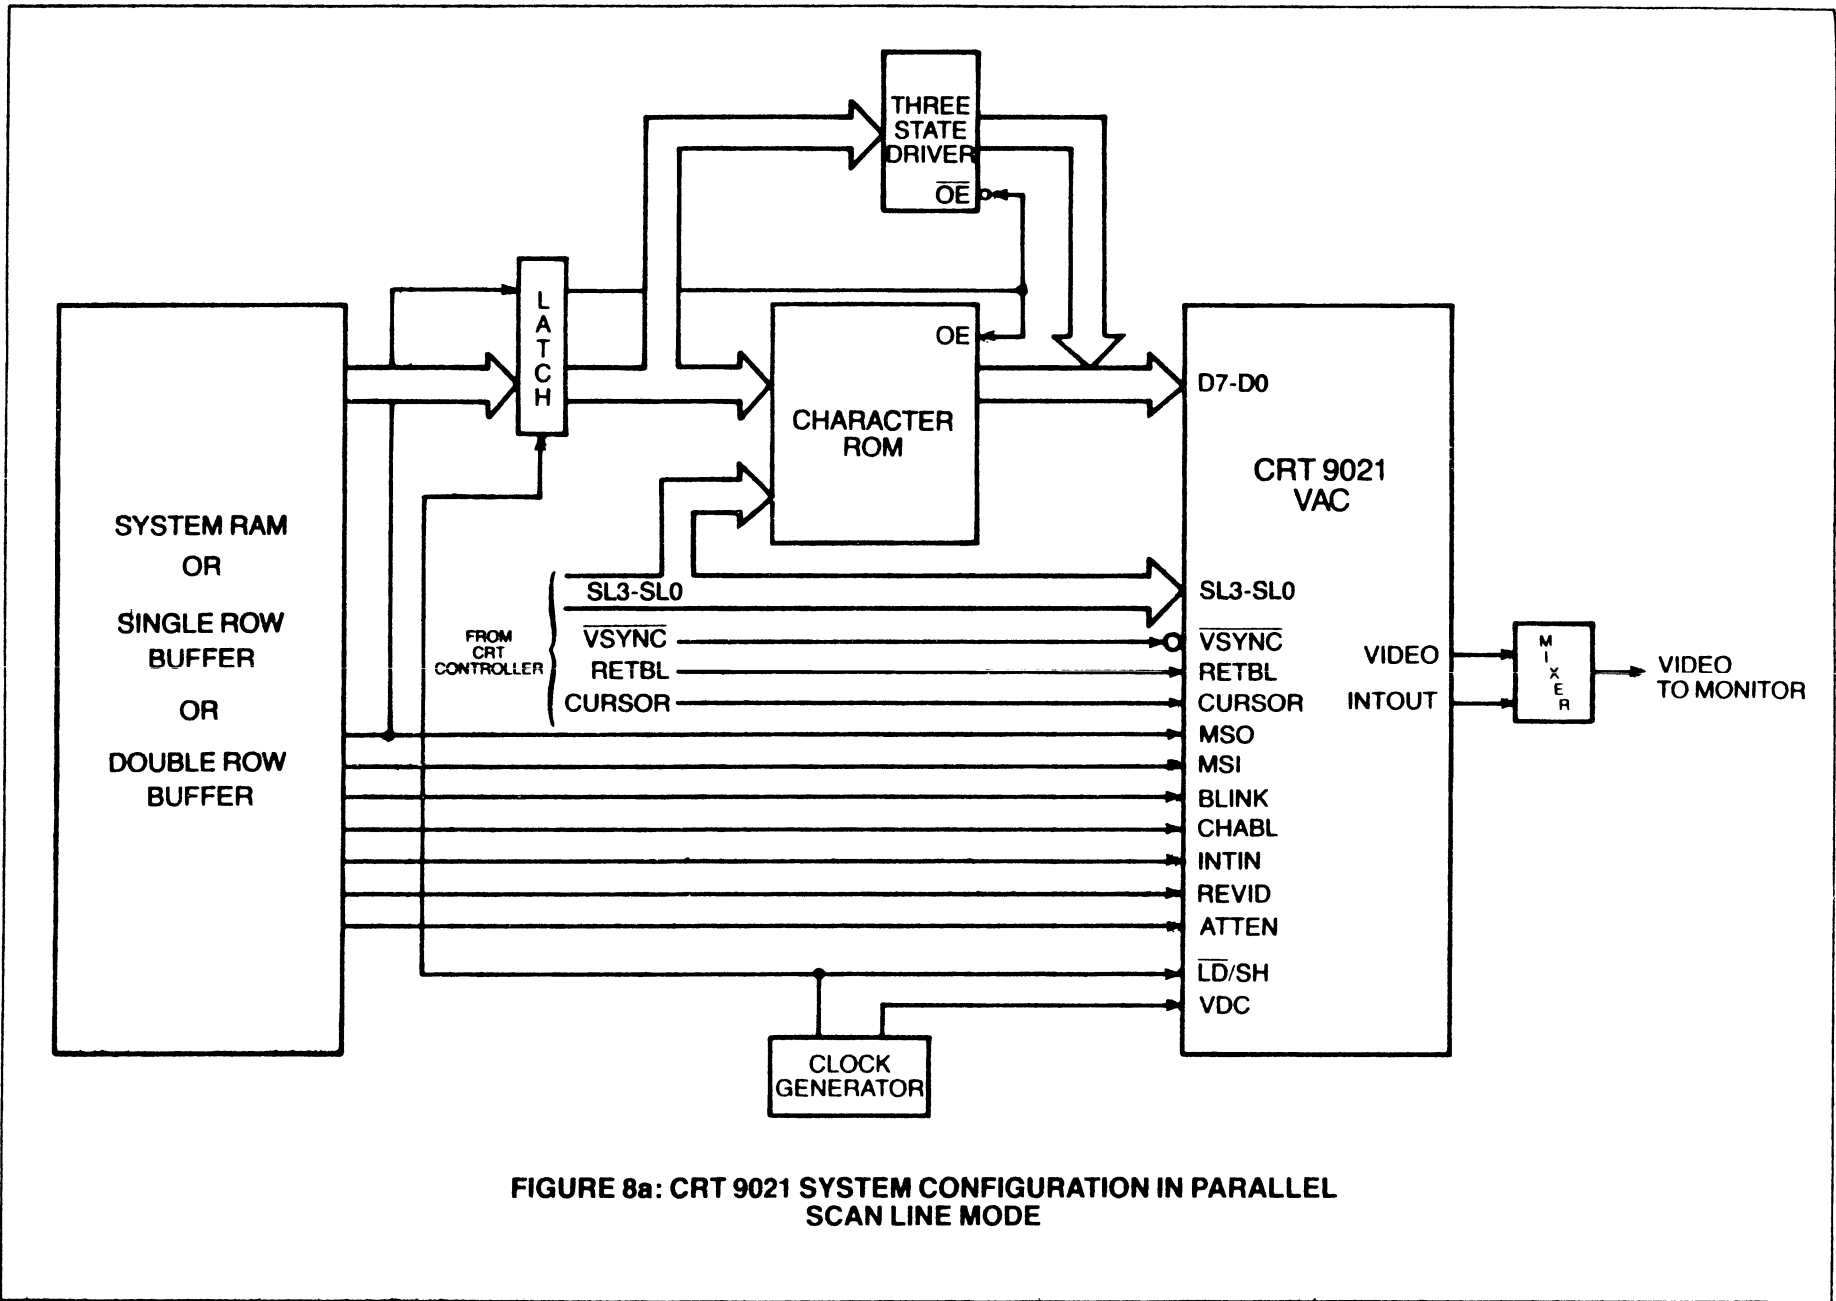 THREE
STATE
DRIVER
OE
LATCH
OE
CHARACTER
ROM
D7-D0
CRT 9021
VAC
SYSTEM RAM
OR
SINGLE ROW
BUFFER
OR
DOUBLE ROW
BUFFER
FROM
CRT
CONTROLLER
SL3-SL0
VSYNC
RETBL
CURSOR
SL3-SL0
VSYNC
RETBL
CURSOR
MSO
MSI
BLINK
CHABL
INTIN
REVID
ATTEN
LD/SH
VDC
VIDEO
INTOUT
MIXER
VIDEO
TO MONITOR
CLOCK
GENERATOR
FIGURE 8a: CRT 9021 SYSTEM CONFIGURATION IN PARALLEL
SCAN LINE MODE